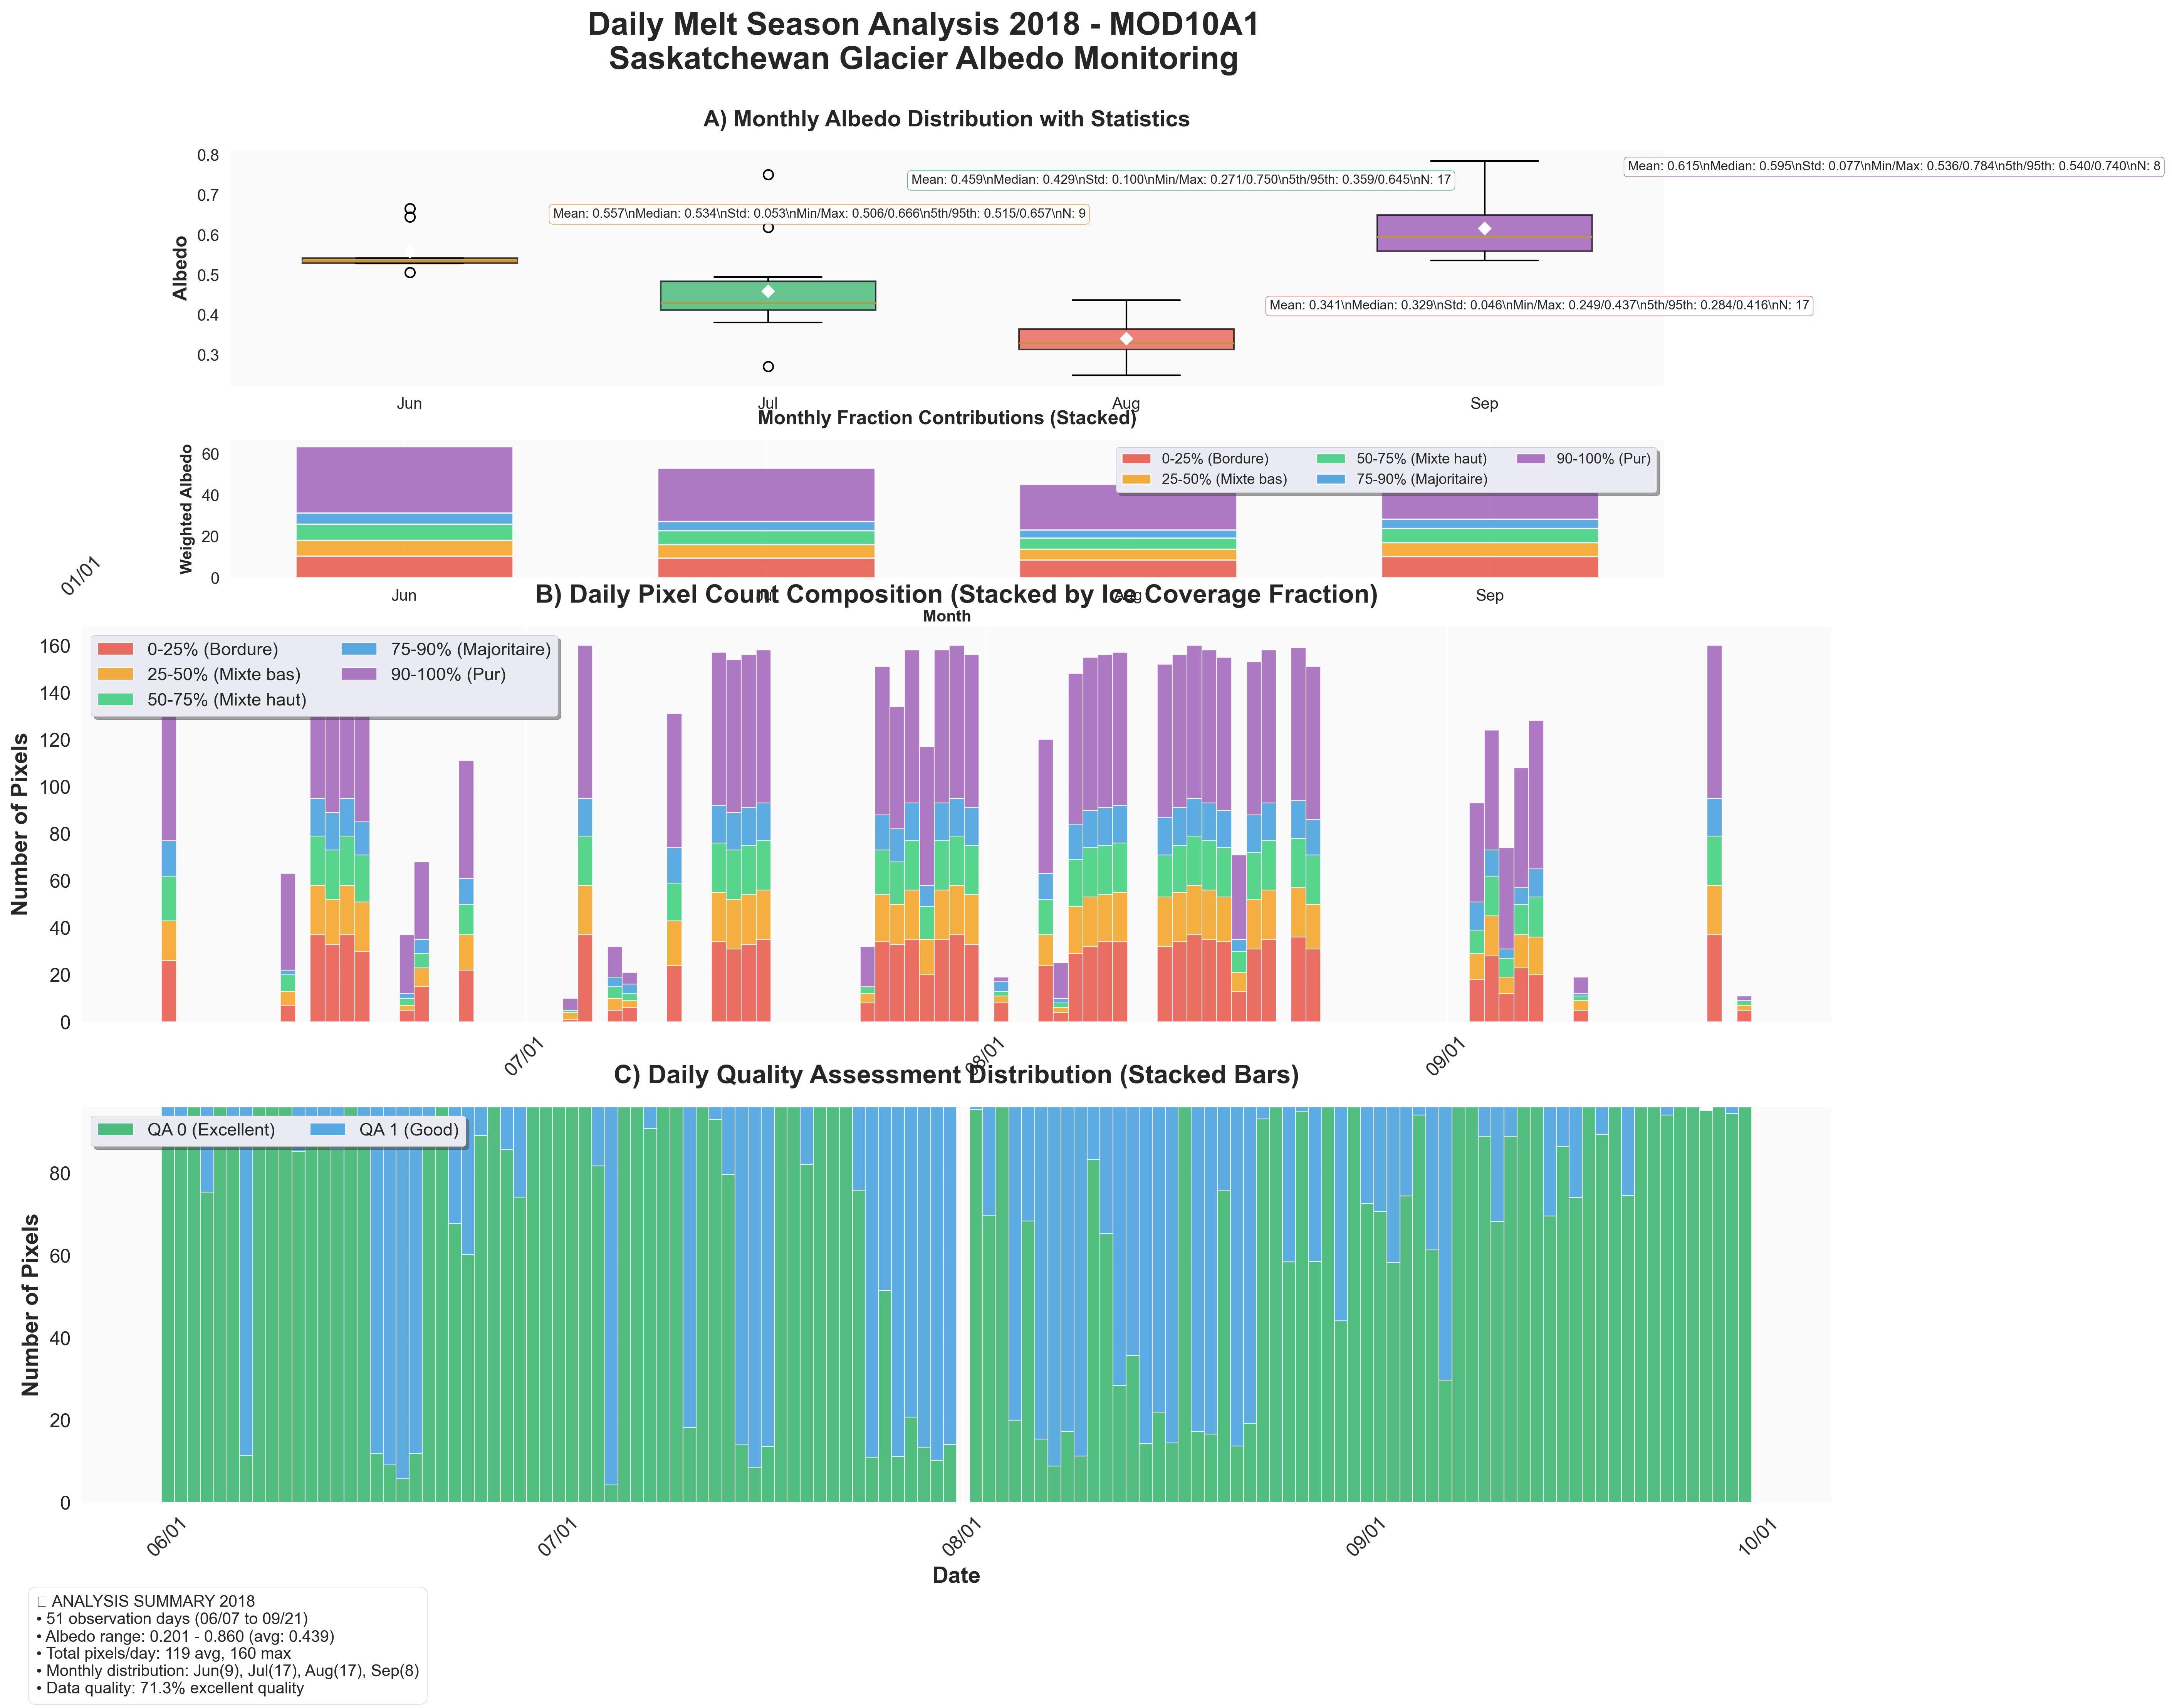 Daily Melt Season Analysis 2018 - MOD10A1
Saskatchewan Glacier Albedo Monitoring
A) Monthly Albedo Distribution with Statistics
Albedo
0.8
0.7
0.6
0.5
0.4
0.3
Mean: 0.557\nMedian: 0.534\nStd: 0.053\nMin/Max: 0.506/0.666\n5th/95th: 0.515/0.657\nN: 9
Mean: 0.459\nMedian: 0.429\nStd: 0.100\nMin/Max: 0.271/0.750\n5th/95th: 0.359/0.645\nN: 17
Mean: 0.341\nMedian: 0.329\nStd: 0.046\nMin/Max: 0.249/0.437\n5th/95th: 0.284/0.416\nN: 17
Mean: 0.615\nMedian: 0.595\nStd: 0.077\nMin/Max: 0.536/0.784\n5th/95th: 0.540/0.740\nN: 8
Jun
Jul
Aug
Sep
Monthly Fraction Contributions (Stacked)
Weighted Albedo
60
40
20
0
0-25% (Bordure)
25-50% (Mixte bas)
50-75% (Mixte haut)
75-90% (Majoritaire)
90-100% (Pur)
Jun
Jul
Aug
Sep
Month
01/01
B) Daily Pixel Count Composition (Stacked by Ice Coverage Fraction)
Number of Pixels
160
140
120
100
80
60
40
20
0
0-25% (Bordure)
25-50% (Mixte bas)
50-75% (Mixte haut)
75-90% (Majoritaire)
90-100% (Pur)
07/01
08/01
09/01
C) Daily Quality Assessment Distribution (Stacked Bars)
Number of Pixels
80
60
40
20
0
QA 0 (Excellent)
QA 1 (Good)
06/01
07/01
08/01
09/01
10/01
Date
ANALYSIS SUMMARY 2018
• 51 observation days (06/07 to 09/21)
• Albedo range: 0.201 - 0.860 (avg: 0.439)
• Total pixels/day: 119 avg, 160 max
• Monthly distribution: Jun(9), Jul(17), Aug(17), Sep(8)
• Data quality: 71.3% excellent quality